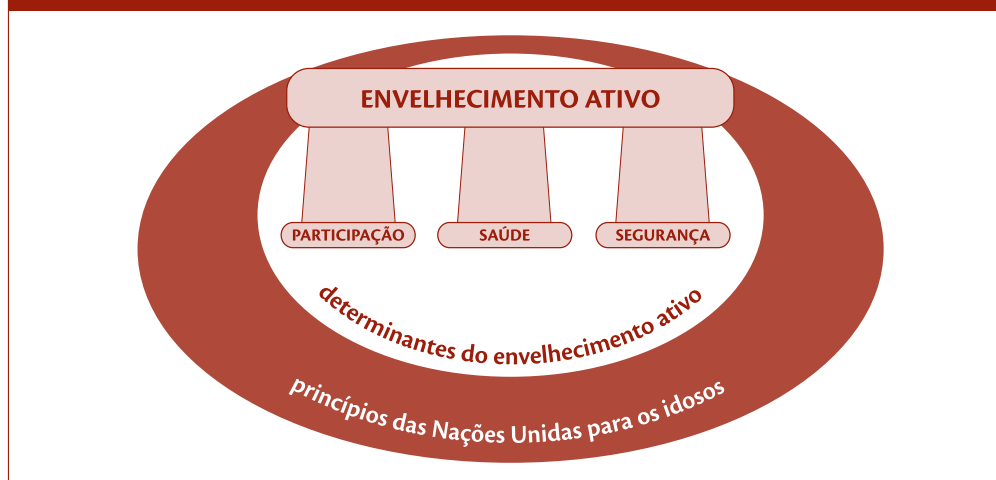 ENVELHECIMENTO ATIVO
PARTICIPAÇÃO
SAÚDE
SEGURANÇA
determinantes do envelhecimento ativo
princípios das Nações Unidas para os idosos